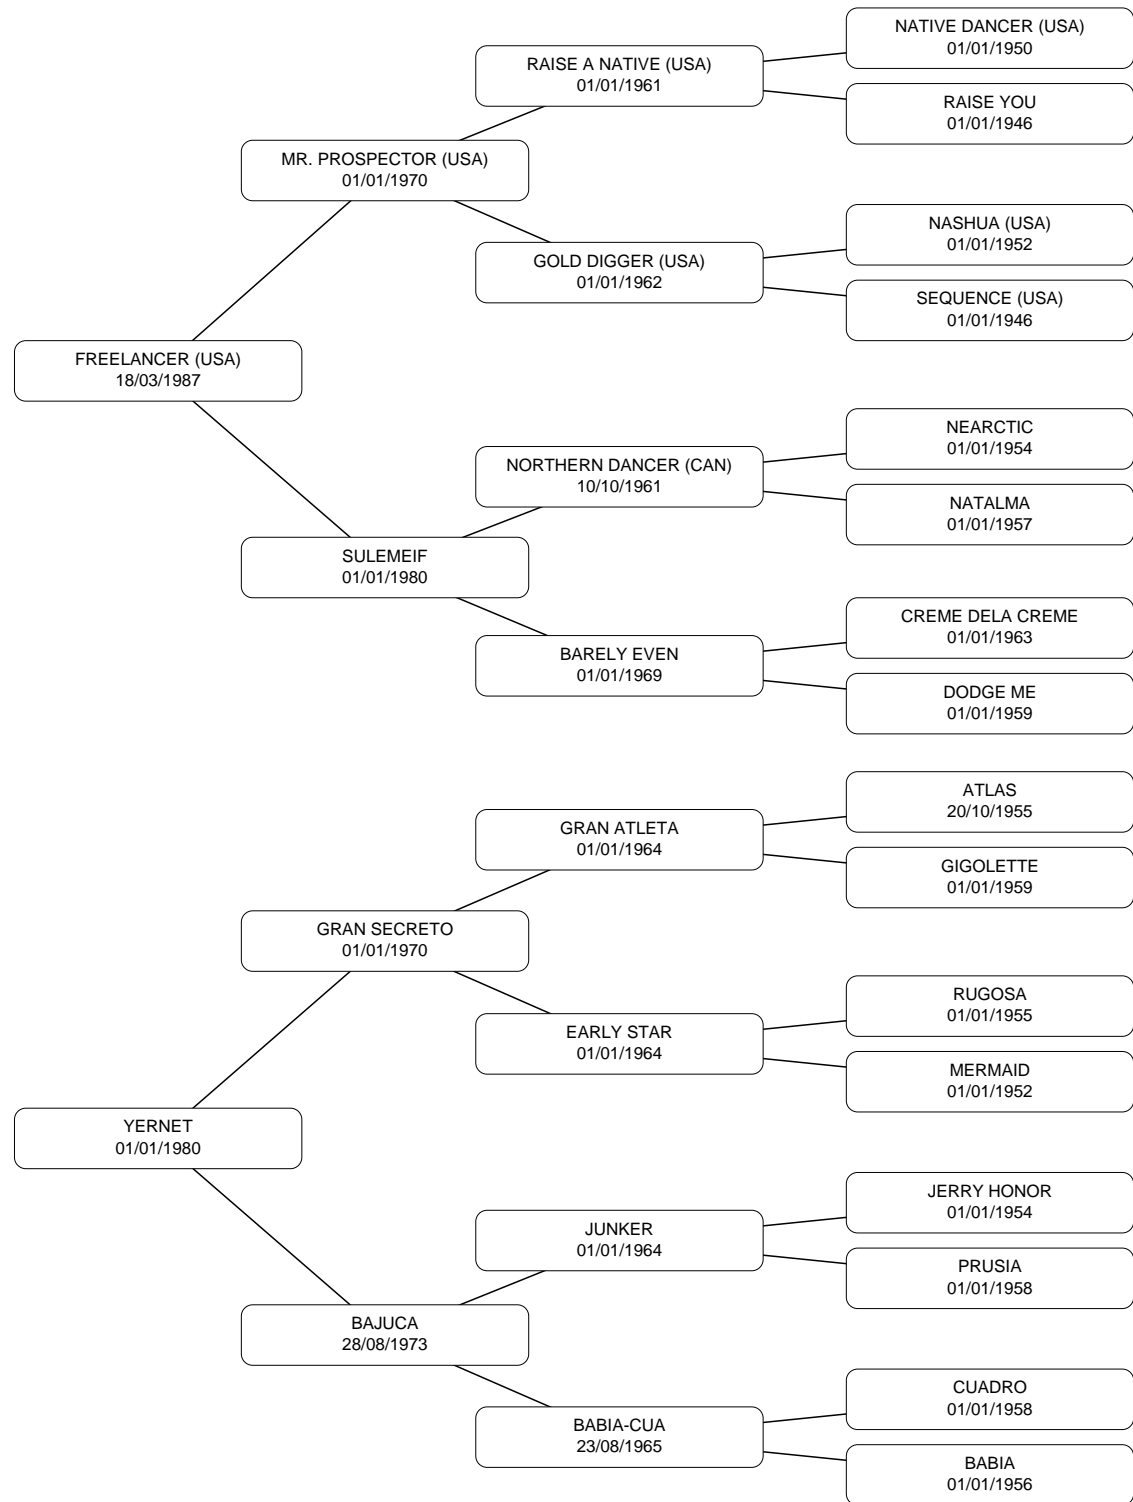 NATIVE DANCER (USA)
01/01/1950
RAISE A NATIVE (USA)
01/01/1961
RAISE YOU
01/01/1946
MR. PROSPECTOR (USA)
01/01/1970
NASHUA (USA)
01/01/1952
GOLD DIGGER (USA)
01/01/1962
SEQUENCE (USA)
01/01/1946
FREELANCER (USA)
18/03/1987
NEARCTIC
01/01/1954
NORTHERN DANCER (CAN)
10/10/1961
NATALMA
01/01/1957
SULEMEIF
01/01/1980
CREME DELA CREME
01/01/1963
BARELY EVEN
01/01/1969
DODGE ME
01/01/1959
ATLAS
20/10/1955
GRAN ATLETA
01/01/1964
GIGOLETTE
01/01/1959
GRAN SECRETO
01/01/1970
RUGOSA
01/01/1955
EARLY STAR
01/01/1964
MERMAID
01/01/1952
YERNET
01/01/1980
JERRY HONOR
01/01/1954
JUNKER
01/01/1964
PRUSIA
01/01/1958
BAJUCA
28/08/1973
CUADRO
01/01/1958
BABIA-CUA
23/08/1965
BABIA
01/01/1956